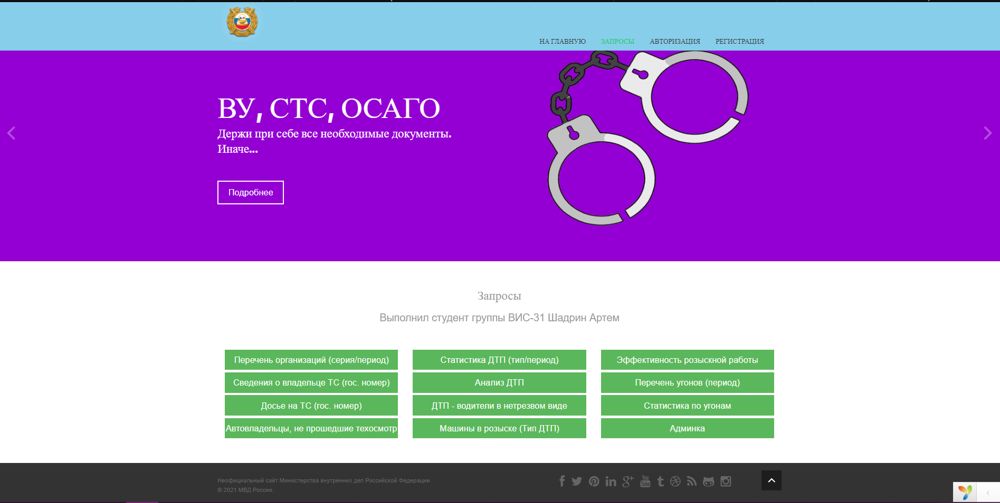 НА ГЛАВНУЮ ЗАПРОСЫ АВТОРИЗАЦИЯ РЕГИСТРАЦИЯ
ВУ, СТС, ОСАГО
Держи при себе все необходимые документы.
Иначе...
Подробнее
Запросы
Выполнил студент группы ВИС-31 Шадрин Артем
Перечень организаций (серия/период)
Сведения о владельце ТС (гос. номер)
Досье на ТС (гос. номер)
Автовладельцы, не прошедшие техосмотр
Статистика ДТП (тип/период)
Анализ ДТП
ДТП - водители в нетрезвом виде
Машины в розыске (Тип ДТП)
Эффективность розыскной работы
Перечень угонов (период)
Статистика по угонам
Админка
Неофициальный сайт Министерства внутренних дел Российской Федерации
© 2021 МВД России.
You
Tube